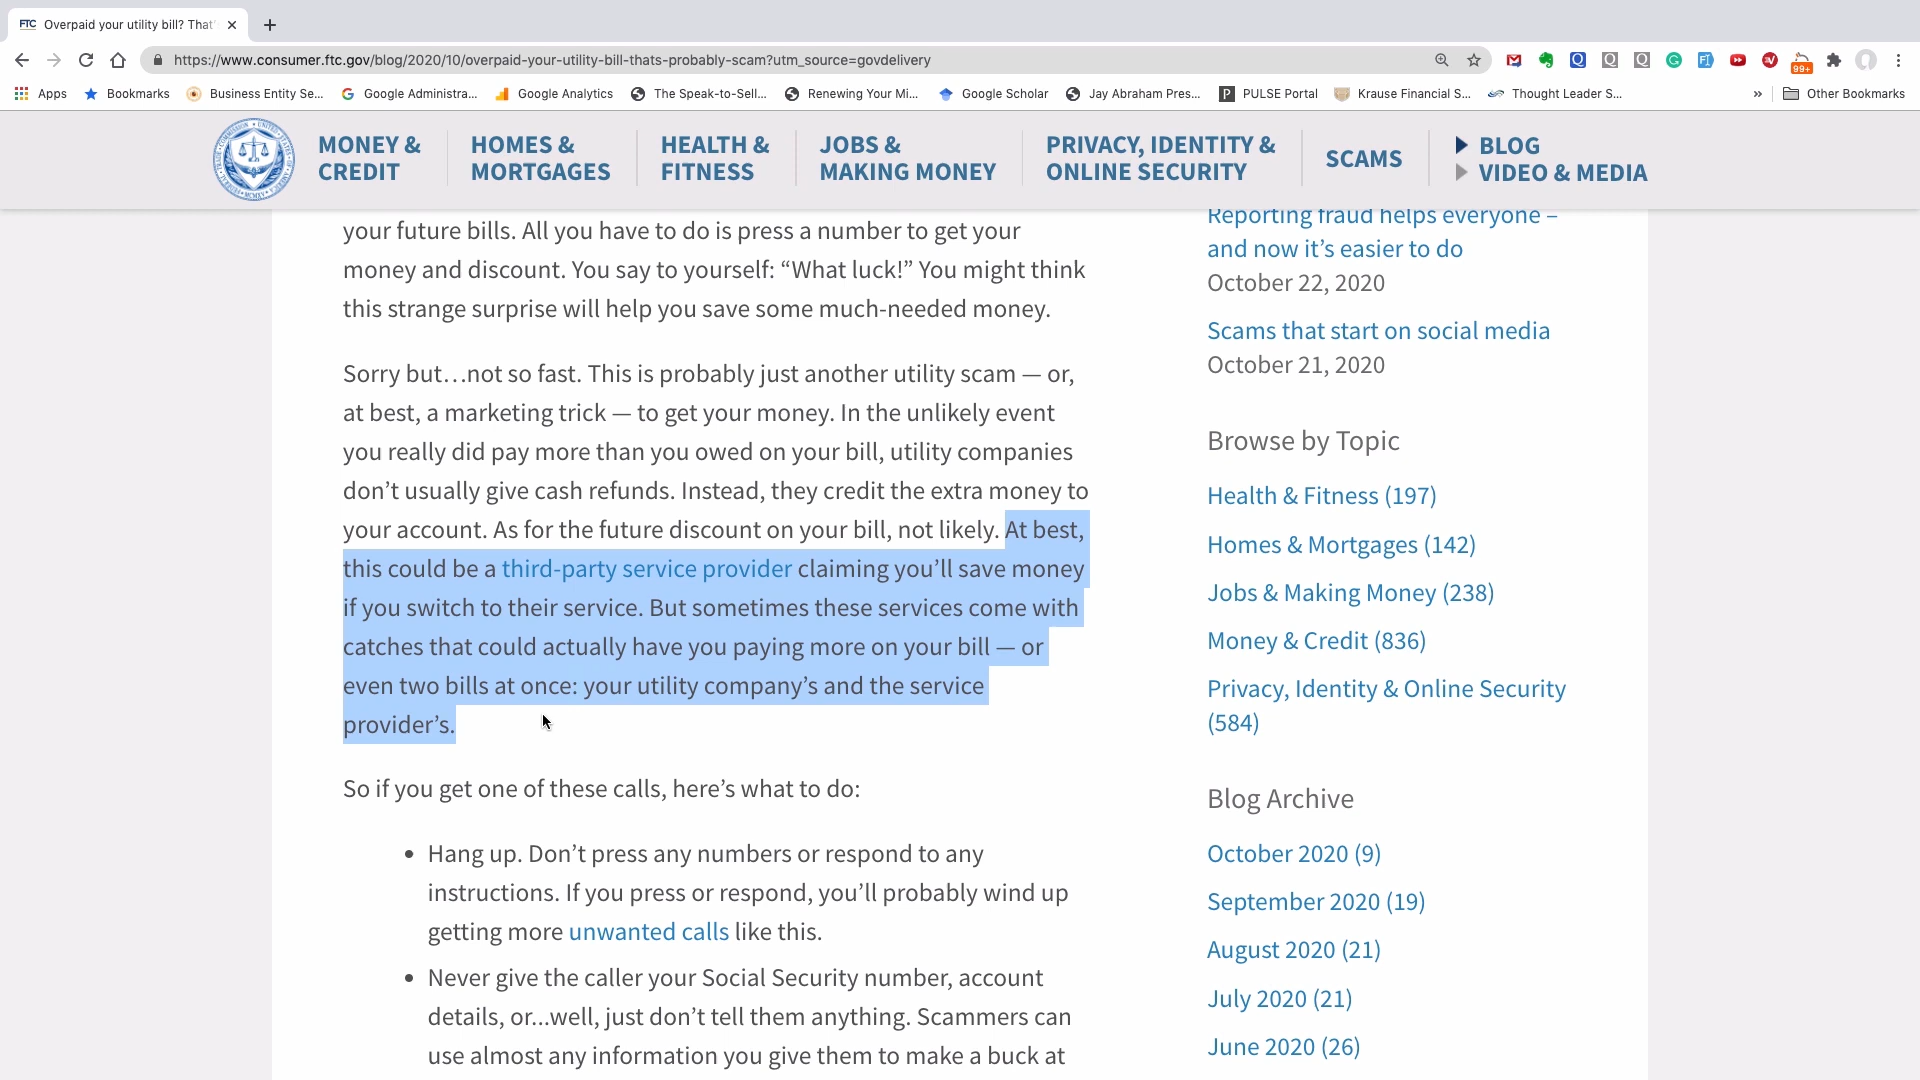 FTC Overpaid your utility bill? That'
https://www.consumer.ftc.gov/blog/2020/10/overpaid-your-utility-bill-thats-probably-scam?utm_source=govdelivery
99+
Apps Bookmarks Business Entity Se... Google Administra... Google Analytics The Speak-to-Sell... Renewing Your Mi... Google Scholar Jay Abraham Pres... PULSE Portal Krause Financial S... Thought Leader S... » Other Bookmarks
MONEY &
CREDIT
HOMES &
MORTGAGES
HEALTH &
FITNESS
JOBS &
MAKING MONEY
PRIVACY, IDENTITY &
ONLINE SECURITY
SCAMS
BLOG
VIDEO & MEDIA
your future bills. All you have to do is press a number to get your
money and discount. You say to yourself: “What luck!” You might think
this strange surprise will help you save some much-needed money.
Sorry but…not so fast. This is probably just another utility scam — or,
at best, a marketing trick — to get your money. In the unlikely event
you really did pay more than you owed on your bill, utility companies
don’t usually give cash refunds. Instead, they credit the extra money to
your account. As for the future discount on your bill, not likely. At best,
this could be a third-party service provider claiming you’ll save money
if you switch to their service. But sometimes these services come with
catches that could actually have you paying more on your bill — or
even two bills at once: your utility company’s and the service
provider’s.
So if you get one of these calls, here’s what to do:
• Hang up. Don’t press any numbers or respond to any
instructions. If you press or respond, you’ll probably wind up
getting more unwanted calls like this.
• Never give the caller your Social Security number, account
details, or...well, just don’t tell them anything. Scammers can
use almost any information you give them to make a buck at
Reporting fraud helps everyone –
and now it’s easier to do
October 22, 2020
Scams that start on social media
October 21, 2020
Browse by Topic
Health & Fitness (197)
Homes & Mortgages (142)
Jobs & Making Money (238)
Money & Credit (836)
Privacy, Identity & Online Security
(584)
Blog Archive
October 2020 (9)
September 2020 (19)
August 2020 (21)
July 2020 (21)
June 2020 (26)